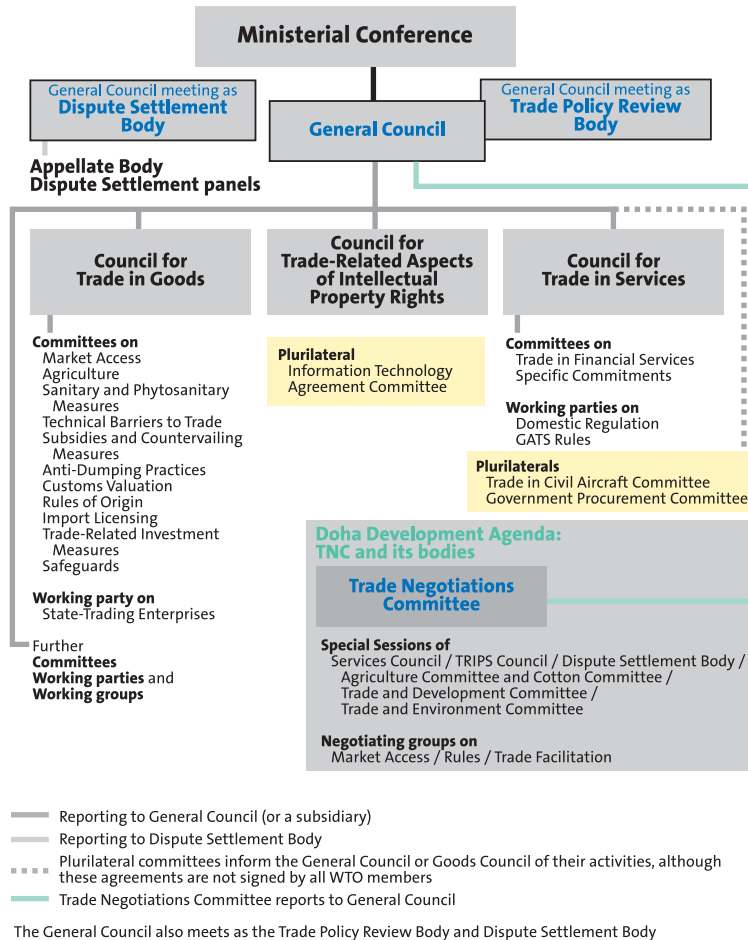 Ministerial Conference
General Council meeting as
Dispute Settlement
Body
General Council
General Council meeting as
Trade Policy Review
Body
Appellate Body
Dispute Settlement panels
Council for
Trade in Goods
Council for
Trade-Related Aspects
of Intellectual
Property Rights
Council for
Trade in Services
Committees on
Market Access
Agriculture
Sanitary and Phytosanitary
Measures
Technical Barriers to Trade
Subsidies and Countervailing
Measures
Anti-Dumping Practices
Customs Valuation
Rules of Origin
Import Licensing
Trade-Related Investment
Measures
Safeguards
Working party on
State-Trading Enterprises
Further
Committees
Working parties and
Working groups
Plurilateral
Information Technology
Agreement Committee
Committees on
Trade in Financial Services
Specific Commitments
Working parties on
Domestic Regulation
GATS Rules
Plurilaterals
Trade in Civil Aircraft Committee
Government Procurement Committee
Doha Development Agenda:
TNC and its bodies
Trade Negotiations
Committee
Special Sessions of
Services Council / TRIPS Council / Dispute Settlement Body /
Agriculture Committee and Cotton Committee /
Trade and Development Committee /
Trade and Environment Committee
Negotiating groups on
Market Access / Rules / Trade Facilitation
Reporting to General Council (or a subsidiary)
Reporting to Dispute Settlement Body
Plurilateral committees inform the General Council or Goods Council of their activities, although
these agreements are not signed by all WTO members
Trade Negotiations Committee reports to General Council
The General Council also meets as the Trade Policy Review Body and Dispute Settlement Body